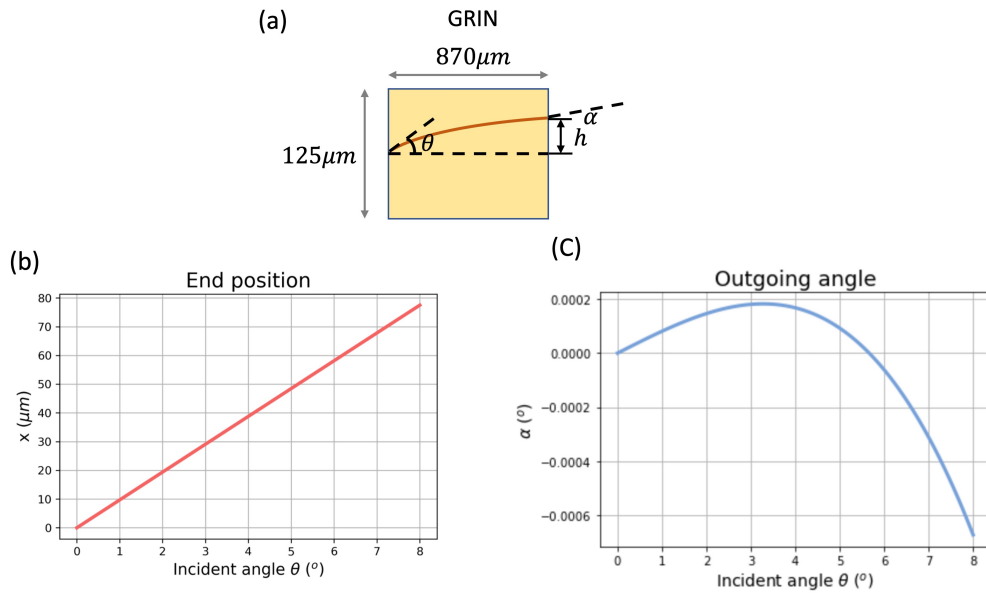 (a)
GRIN
870μm
125μm
θ
α
h
(b)
End position
80
70
60
50
40
30
20
10
0
x (μm)
0 1 2 3 4 5 6 7 8
Incident angle θ (°)
(C)
Outgoing angle
0.0002
0.0000
−0.0002
−0.0004
−0.0006
α (°)
0 1 2 3 4 5 6 7 8
Incident angle θ (°)